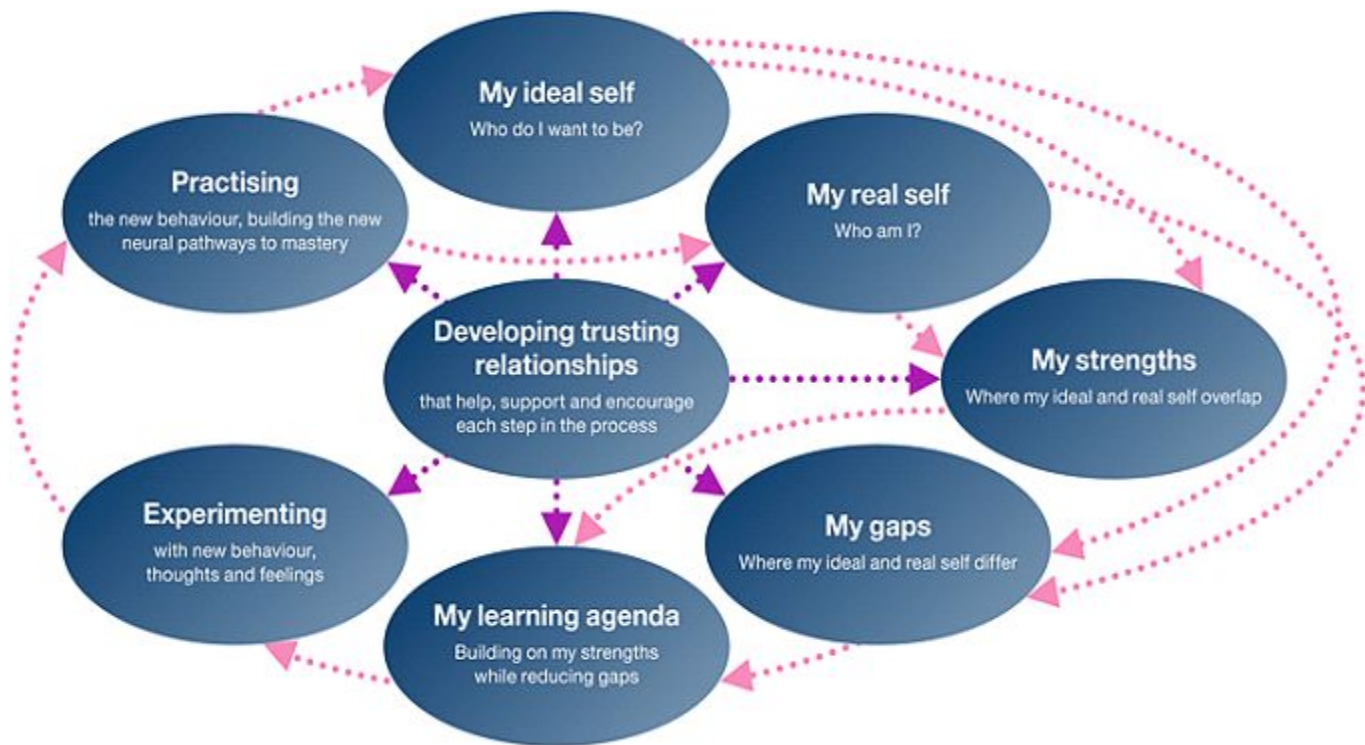 My ideal self
Who do I want to be?
Practising
the new behaviour, building the new
neural pathways to mastery
My real self
Who am I?
Developing trusting
relationships
that help, support and encourage
each step in the process
My strengths
Where my ideal and real self overlap
Experimenting
with new behaviour,
thoughts and feelings
My gaps
Where my ideal and real self differ
My learning agenda
Building on my strengths
while reducing gaps